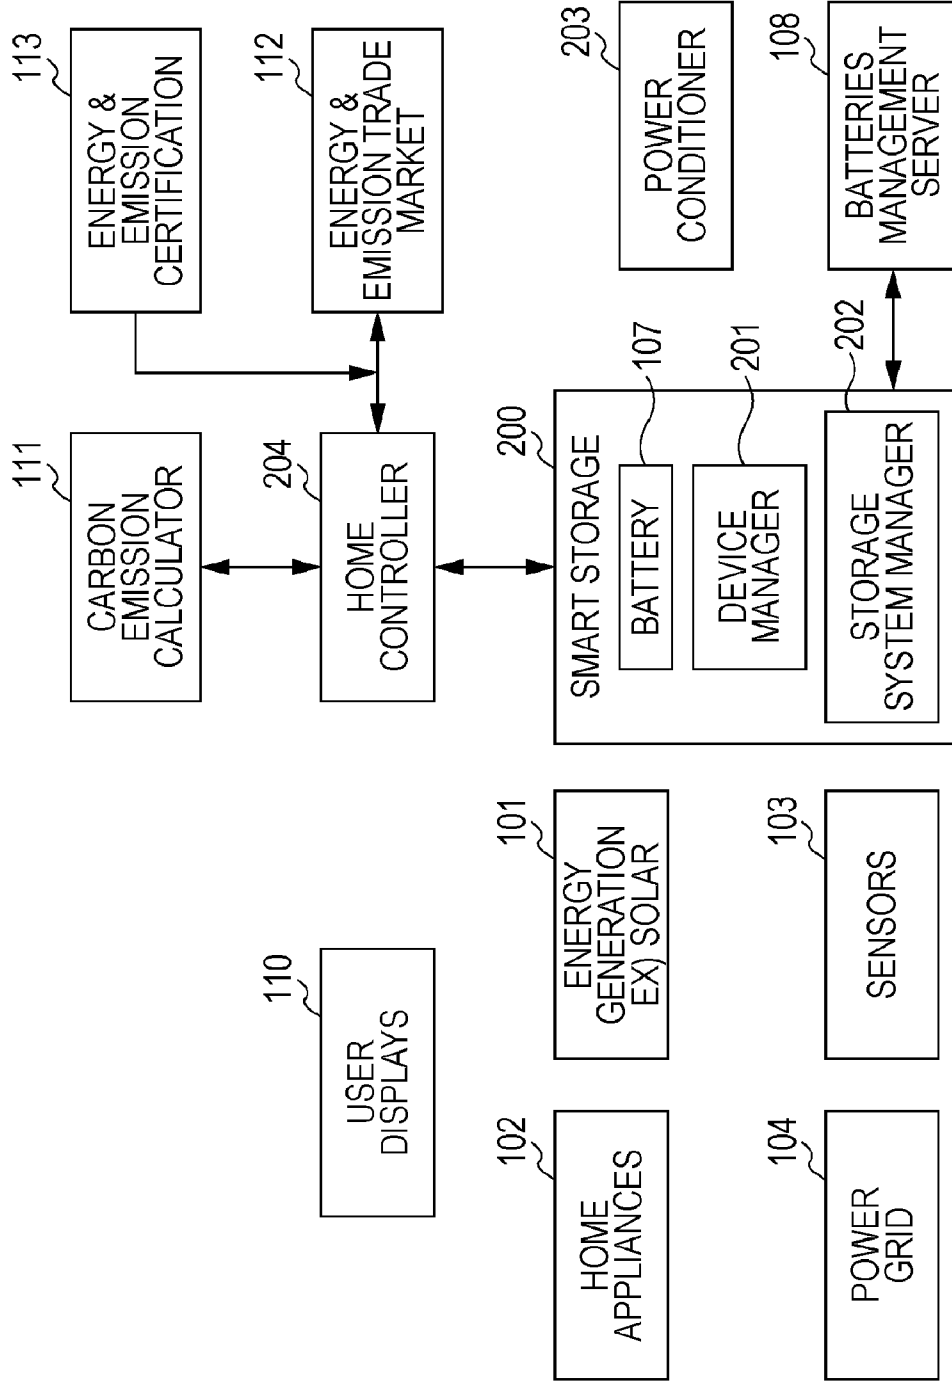 113
ENERGY &
EMISSION
CERTIFICATION
111
CARBON
EMISSION
CALCULATOR
112
ENERGY &
EMISSION TRADE
MARKET
204
HOME
CONTROLLER
110
USER
DISPLAYS
203
POWER
CONDITIONER
200
SMART STORAGE
107
BATTERY
201
DEVICE
MANAGER
202
STORAGE
SYSTEM MANAGER
108
BATTERIES
MANAGEMENT
SERVER
101
ENERGY
GENERATION
EX) SOLAR
102
HOME
APPLIANCES
103
SENSORS
104
POWER
GRID